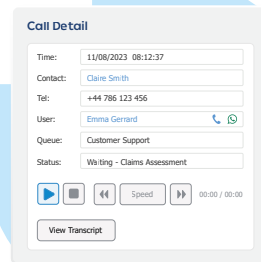 Call Detail
Time: 11/08/2023 08:12:37
Contact: Claire Smith
Tel: +44 786 123 456
User: Emma Gerrard
Queue: Customer Support
Status: Waiting - Claims Assessment
Speed 00:00 / 00:00
View Transcript